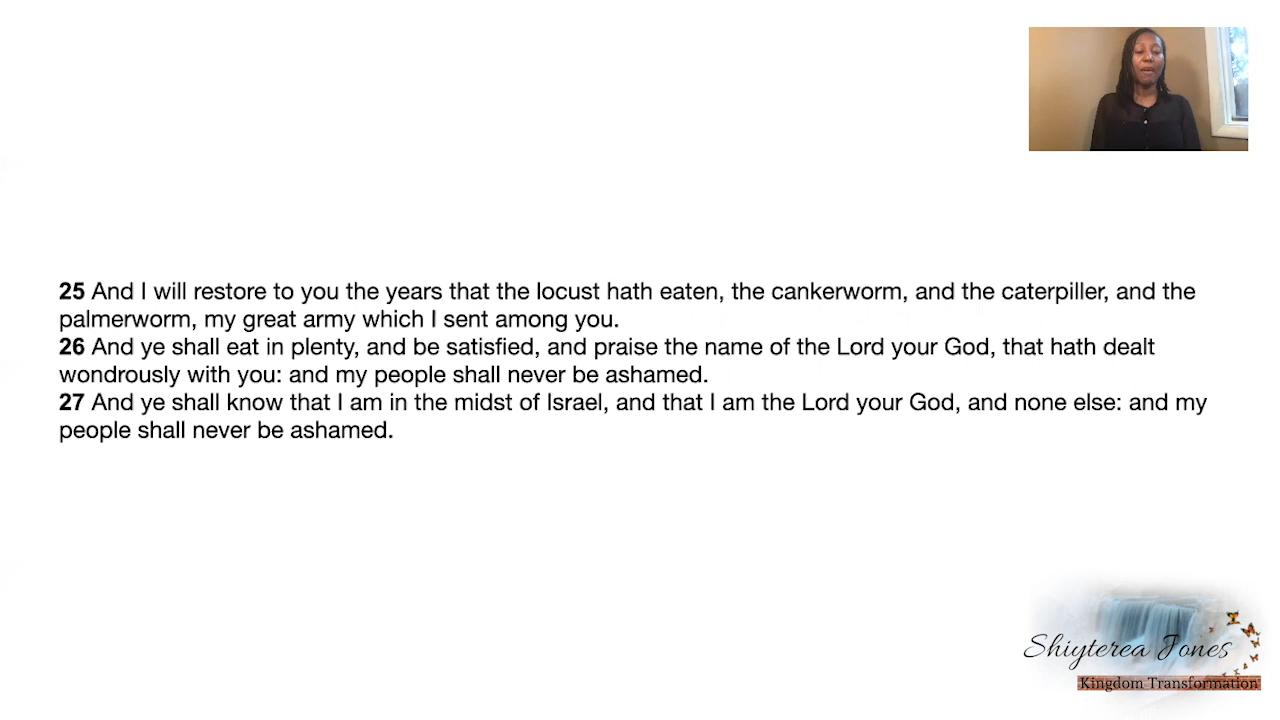 25 And I will restore to you the years that the locust hath eaten, the cankerworm, and the caterpiller, and the
palmerworm, my great army which I sent among you.
26 And ye shall eat in plenty, and be satisfied, and praise the name of the Lord your God, that hath dealt
wondrously with you: and my people shall never be ashamed.
27 And ye shall know that I am in the midst of Israel, and that I am the Lord your God, and none else: and my
people shall never be ashamed.
Shiyterea Jones
Kingdom Transformation